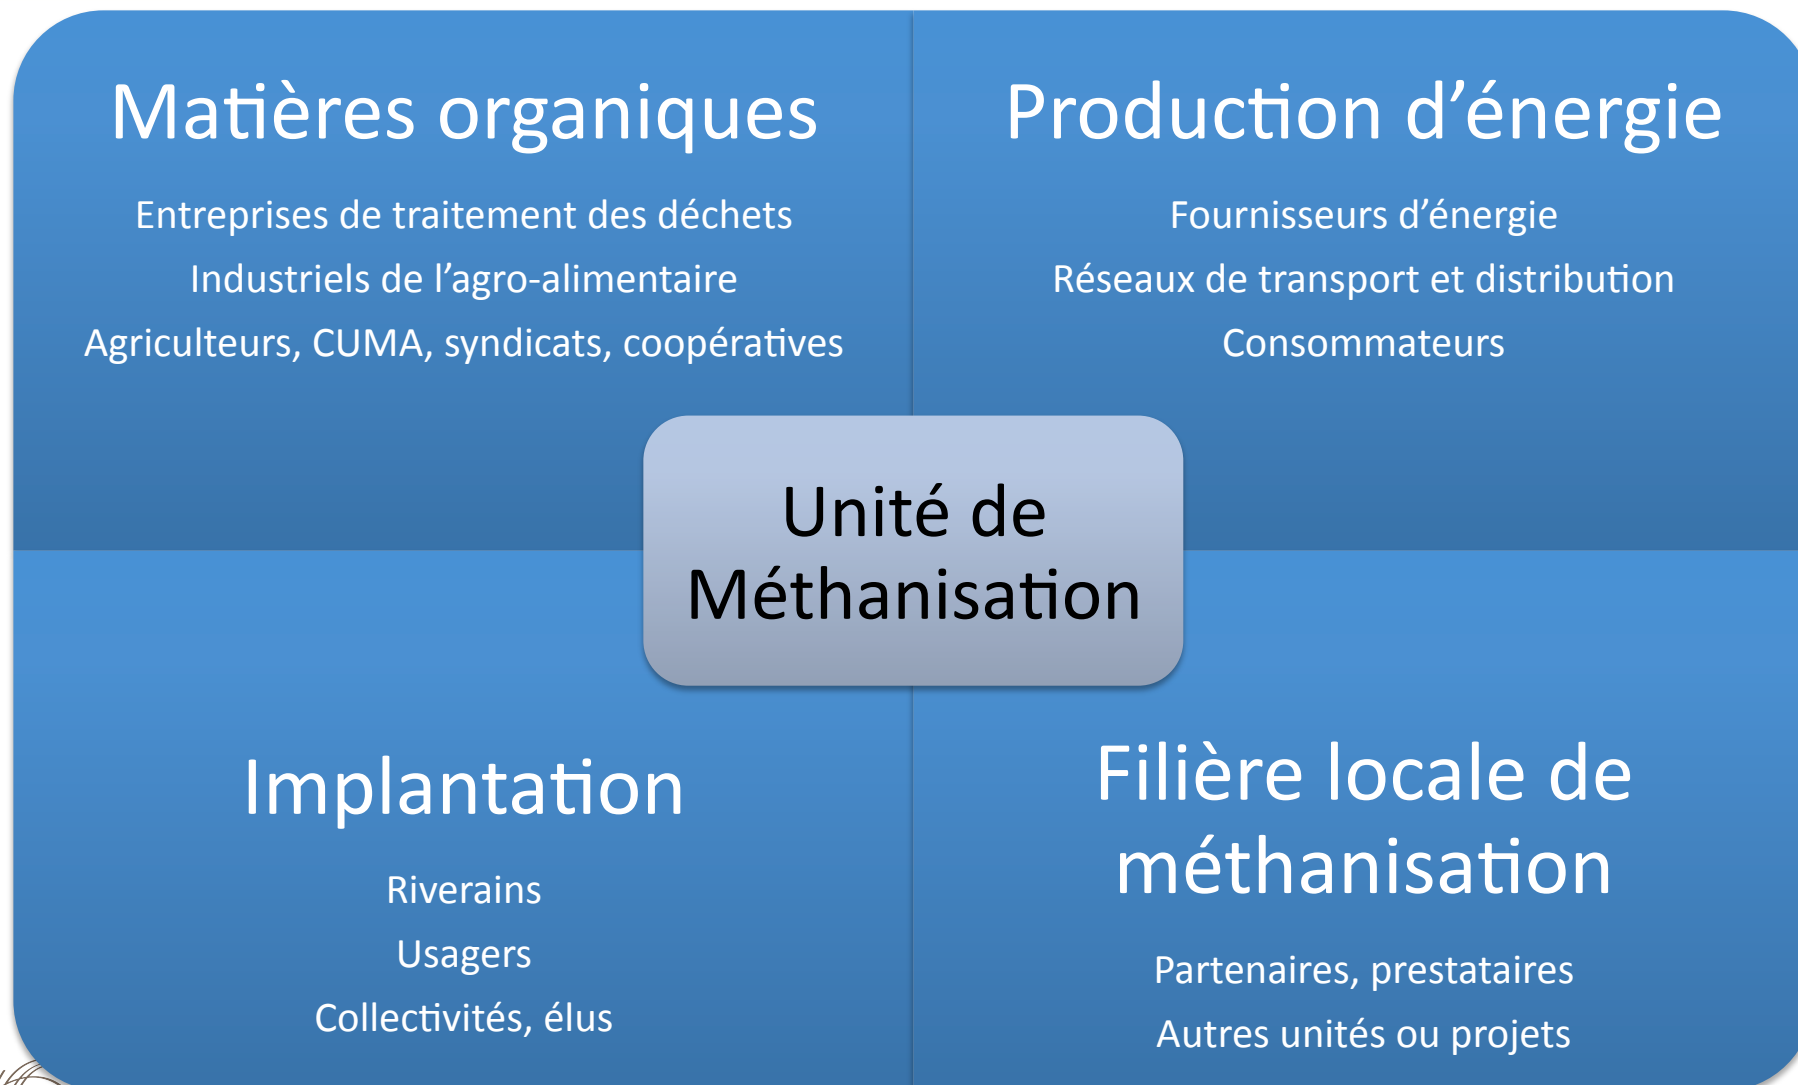 Matières organiques
Entreprises de traitement des déchets
Industriels de l’agro-alimentaire
Agriculteurs, CUMA, syndicats, coopératives
Production d’énergie
Fournisseurs d’énergie
Réseaux de transport et distribution
Consommateurs
Unité de
Méthanisation
Implantation
Riverains
Usagers
Collectivités, élus
Filière locale de
méthanisation
Partenaires, prestataires
Autres unités ou projets